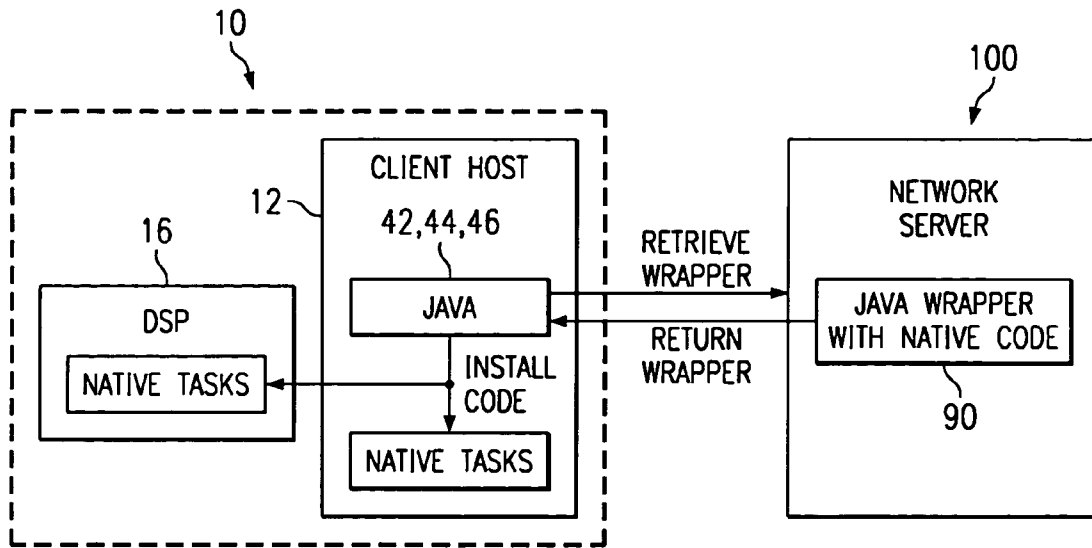 10
100
CLIENT HOST
12
42,44,46
16
JAVA
DSP
NATIVE TASKS
INSTALL
CODE
NATIVE TASKS
RETRIEVE
WRAPPER
RETURN
WRAPPER
NETWORK
SERVER
JAVA WRAPPER
WITH NATIVE CODE
90